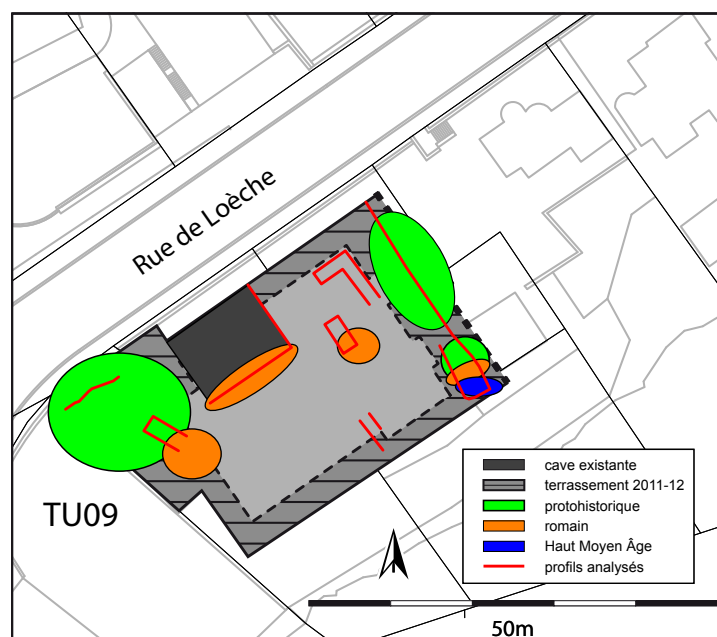 Rue de Loèche
TU09
cave existante
terrassement 2011-12
protohistorique
romain
Haut Moyen Âge
profils analysés
50m